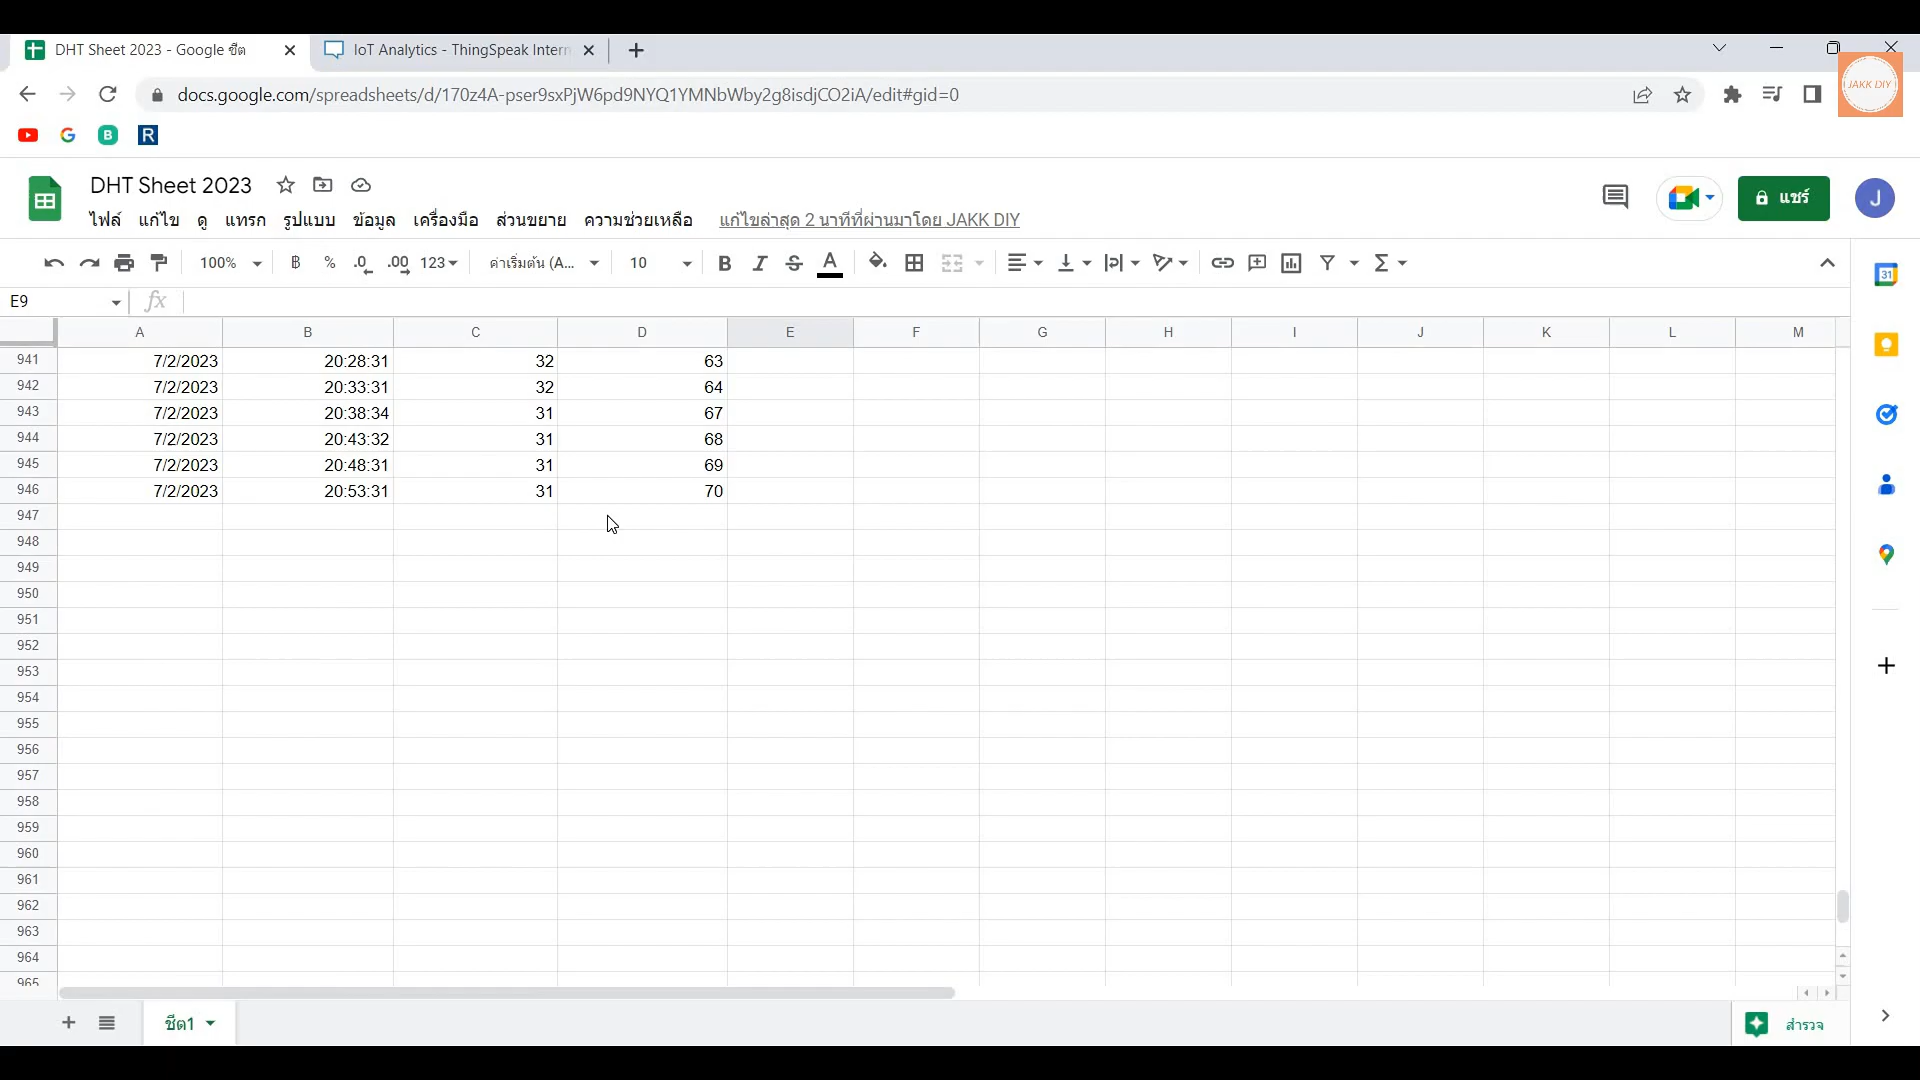 DHT Sheet 2023 - Google ชีต
IoT Analytics - ThingSpeak Intern
docs.google.com/spreadsheets/d/170z4A-pser9sxPjW6pd9NYQ1YMNbWby2g8isdjCO2iA/edit#gid=0
JAKK DIY
G B R
DHT Sheet 2023
แชร์
J
ไฟล์ แก้ไข ดู แทรก รูปแบบ ข้อมูล เครื่องมือ ส่วนขยาย ความช่วยเหลือ แก้ไขล่าสุด 2 นาทีที่ผ่านมาโดย JAKK DIY
100% ฿ % .0 .00 123 ค่าเริ่มต้น (A... 10 B I S A Σ
31
E9 fx
A B C D E F G H I J K L M
941 7/2/2023 20:28:31 32 63
942 7/2/2023 20:33:31 32 64
943 7/2/2023 20:38:34 31 67
944 7/2/2023 20:43:32 31 68
945 7/2/2023 20:48:31 31 69
946 7/2/2023 20:53:31 31 70
947
948
949
950
951
952
953
954
955
956
957
958
959
960
961
962
963
964
965
ชีต1
สำรวจ